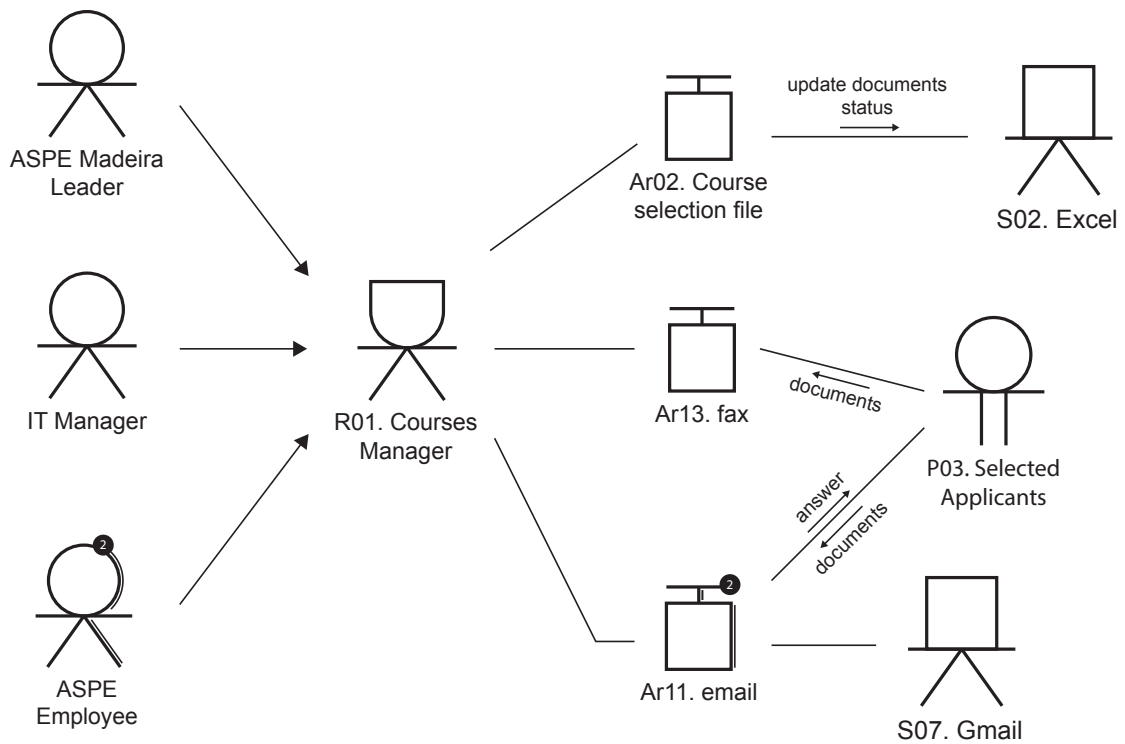 ASPE Madeira
Leader
IT Manager
2
ASPE
Employee
R01. Courses
Manager
Ar02. Course
selection file
update documents
status
S02. Excel
Ar13. fax
documents
P03. Selected
Applicants
answer
documents
2
Ar11. email
S07. Gmail